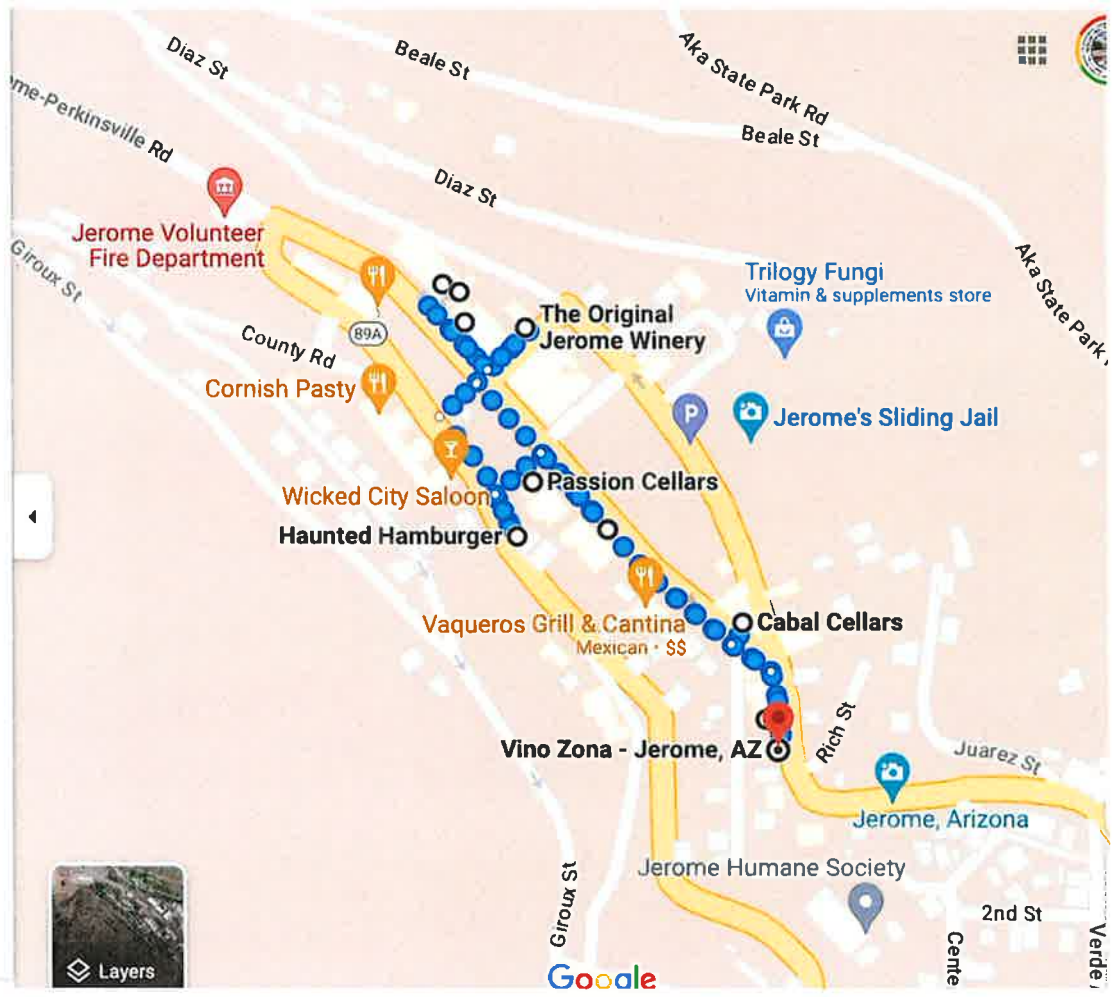 Diaz St
Beale St
Aka State Park Rd
ome-Perkinsville Rd
Beale St
Diaz St
Jerome Volunteer
Fire Department
Giroux St
Aka State Park
Trilogy Fungi
Vitamin & supplements store
The Original
Jerome Winery
89A
County Rd
Cornish Pasty
P
Jerome's Sliding Jail
Wicked City Saloon
Passion Cellars
Haunted Hamburger
Vaqueros Grill & Cantina
Mexican · $$
Cabal Cellars
Rich St
Vino Zona - Jerome, AZ
Juarez St
Jerome, Arizona
Jerome Humane Society
Giroux St
2nd St
Cente
Verde
Layers
Google